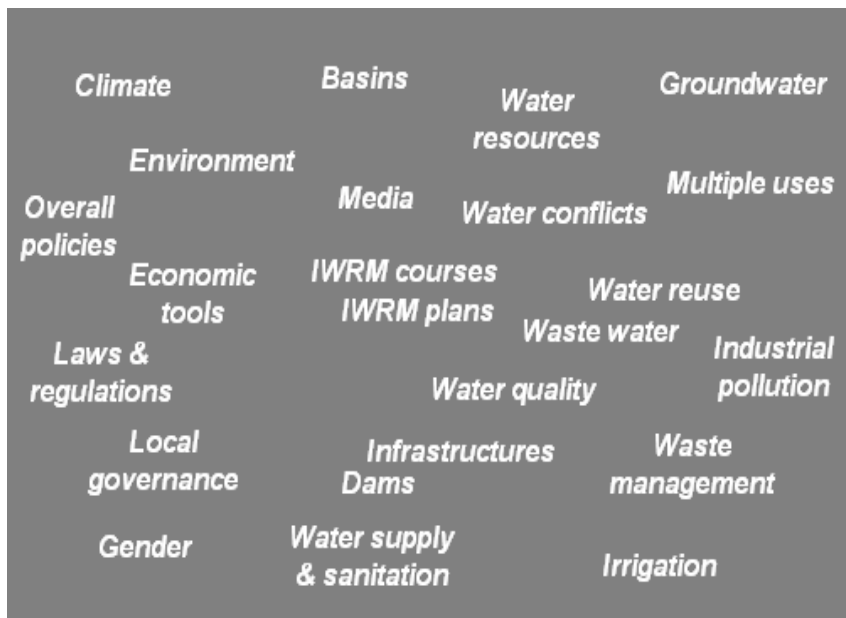 Climate
Basins
Groundwater
Water
resources
Environment
Multiple uses
Media
Overall
policies
Water conflicts
Economic
tools
IWRM courses
IWRM plans
Water reuse
Waste water
Laws &
regulations
Industrial
pollution
Water quality
Local
governance
Infrastructures
Dams
Waste
management
Gender
Water supply
& sanitation
Irrigation